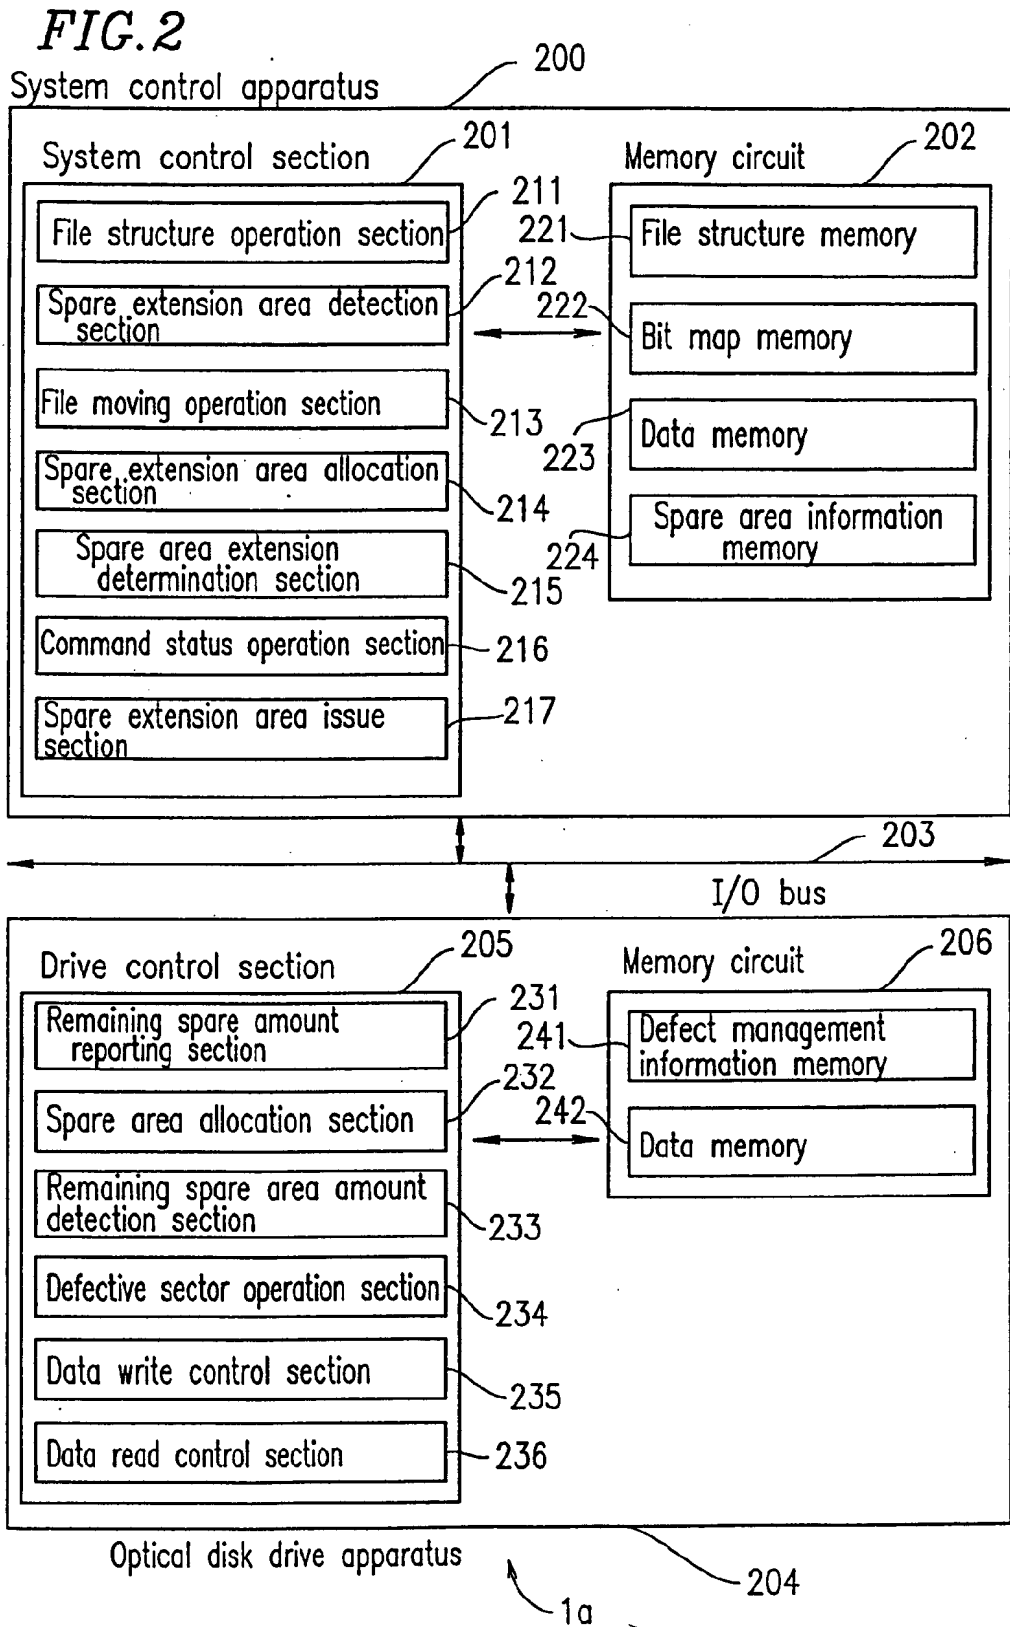 FIG.2
200
System control apparatus
201
202
System control section
Memory circuit
211
File structure operation section
221
File structure memory
212
Spare extension area detection
section
222
Bit map memory
File moving operation section
213
Data memory
223
Spare extension area allocation
section
214
Spare area information
memory
224
Spare area extension
determination section
215
Command status operation section
216
Spare extension area issue
section
217
203
I/O bus
205
206
Drive control section
Memory circuit
231
Remaining spare amount
reporting section
241
Defect management
information memory
232
Spare area allocation section
242
Data memory
Remaining spare area amount
detection section
233
Defective sector operation section
234
Data write control section
235
Data read control section
236
Optical disk drive apparatus
204
1a